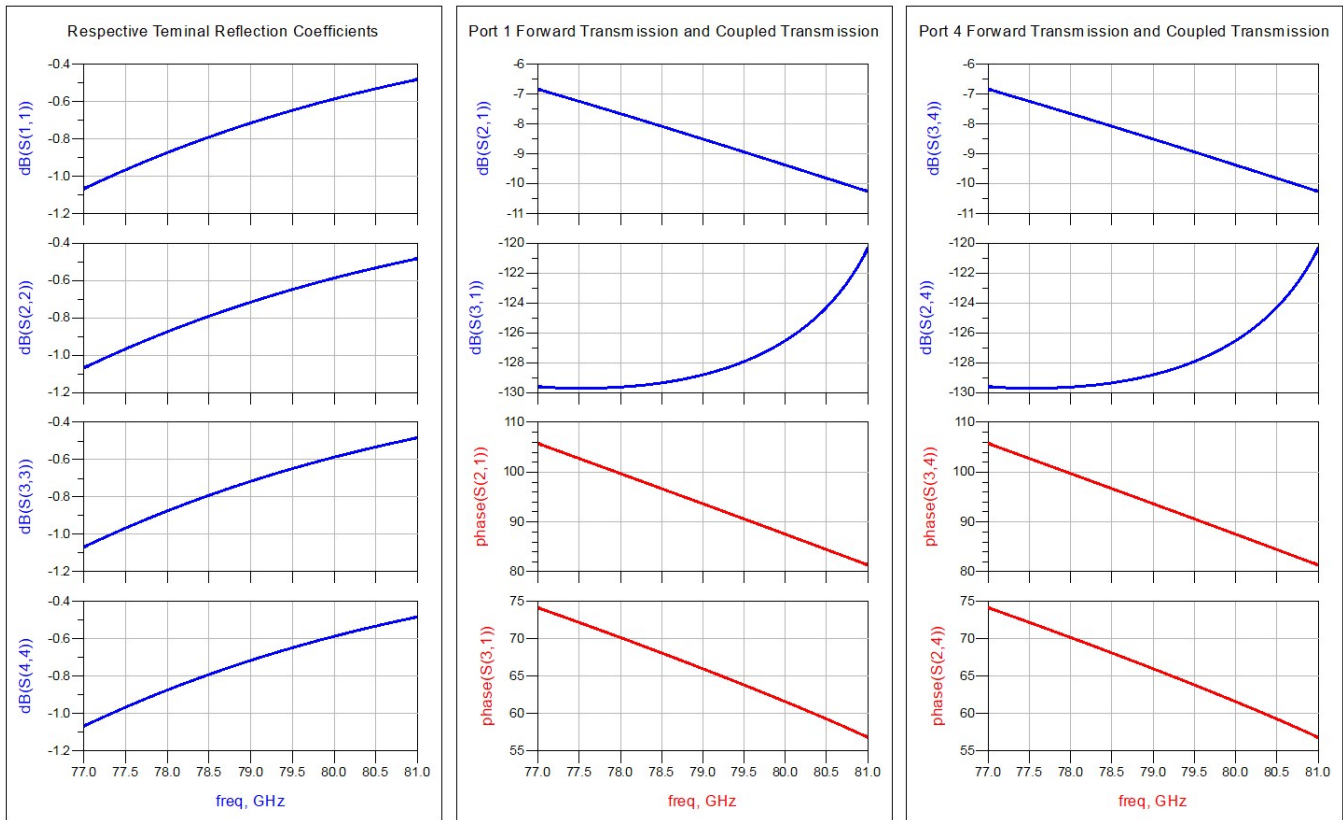 Respective Teminal Reflection Coefficients
-0.4
-0.6
-0.8
-1.0
-1.2
dB(S(1,1))
-0.4
-0.6
-0.8
-1.0
-1.2
dB(S(2,2))
-0.4
-0.6
-0.8
-1.0
-1.2
dB(S(3,3))
-0.4
-0.6
-0.8
-1.0
-1.2
dB(S(4,4))
77.0 77.5 78.0 78.5 79.0 79.5 80.0 80.5 81.0
freq, GHz
Port 1 Forward Transmission and Coupled Transmission
-6
-7
-8
-9
-10
-11
dB(S(2,1))
-120
-122
-124
-126
-128
-130
dB(S(3,1))
110
100
90
80
phase(S(2,1))
75
70
65
60
55
phase(S(3,1))
77.0 77.5 78.0 78.5 79.0 79.5 80.0 80.5 81.0
freq, GHz
Port 4 Forward Transmission and Coupled Transmission
-6
-7
-8
-9
-10
-11
dB(S(3,4))
-120
-122
-124
-126
-128
-130
dB(S(2,4))
110
100
90
80
phase(S(3,4))
75
70
65
60
55
phase(S(2,4))
77.0 77.5 78.0 78.5 79.0 79.5 80.0 80.5 81.0
freq, GHz